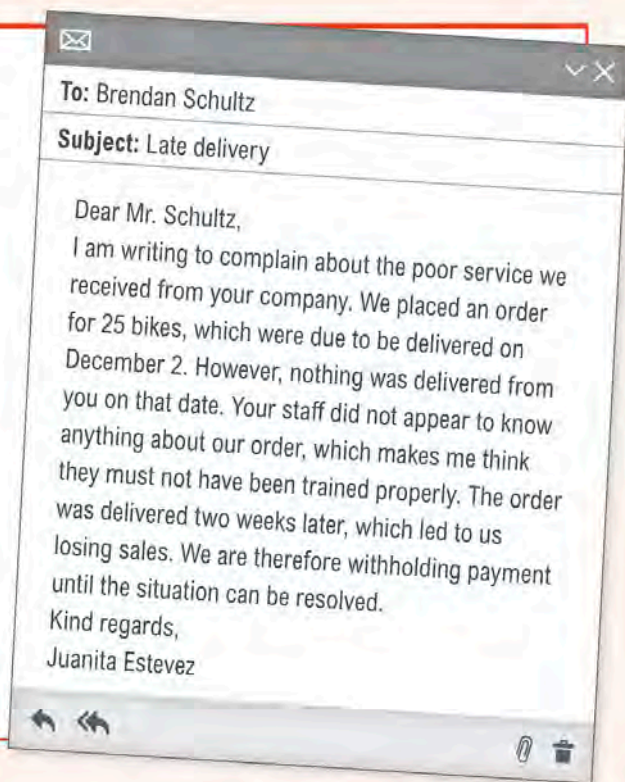 To: Brendan Schultz
Subject: Late delivery
Dear Mr. Schultz,
I am writing to complain about the poor service we
received from your company. We placed an order
for 25 bikes, which were due to be delivered on
December 2. However, nothing was delivered from
you on that date. Your staff did not appear to know
anything about our order, which makes me think
they must not have been trained properly. The order
was delivered two weeks later, which led to us
losing sales. We are therefore withholding payment
until the situation can be resolved.
Kind regards,
Juanita Estevez